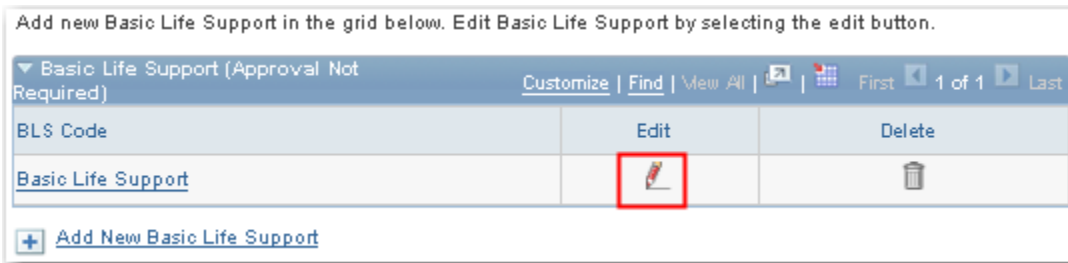 Add new Basic Life Support in the grid below. Edit Basic Life Support by selecting the edit button.
Basic Life Support (Approval Not Required) Customize | Find | View All | | First 1 of 1 Last
BLS Code Edit Delete
Basic Life Support
Add New Basic Life Support